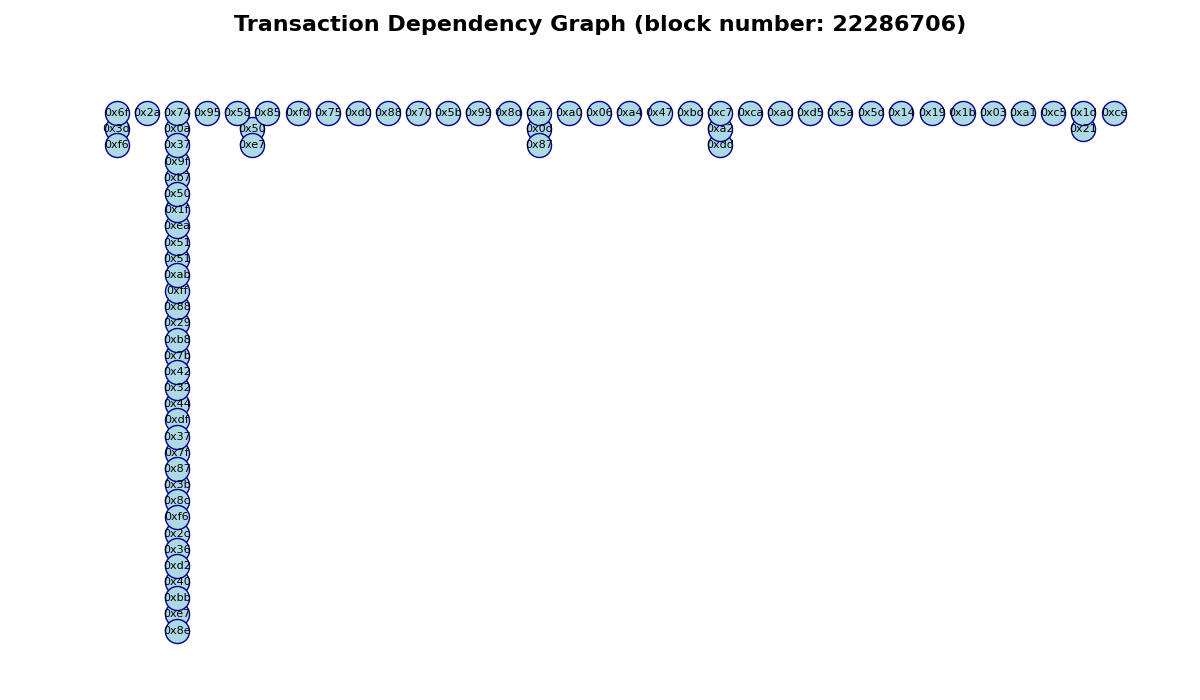 Transaction Dependency Graph (block number: 22286706)
0x6f 0x2a 0x74 0x95 0x58 0x85 0xfd 0x75 0xd0 0x88 0x70 0x5b 0x99 0x8d 0xa7 0xa0 0x06 0xa4 0x47 0xbd 0xc7 0xca 0xad 0xd5 0x5a 0x5d 0x14 0x19 0x1b 0x03 0xa1 0xc5 0x1d 0xce
0x3d 0x0a 0x50 0x0d 0xa2 0x21
0xf6 0x37 0xe7 0x87 0xdd
0x9f
0xb7
0x50
0x1f
0xea
0x51
0x51
0xab
0xff
0x88
0x29
0xb8
0x7b
0x42
0x32
0x44
0xdf
0x37
0x7f
0x87
0x3b
0x8c
0xf6
0x2c
0x36
0xd2
0x40
0xbb
0xe7
0x8e